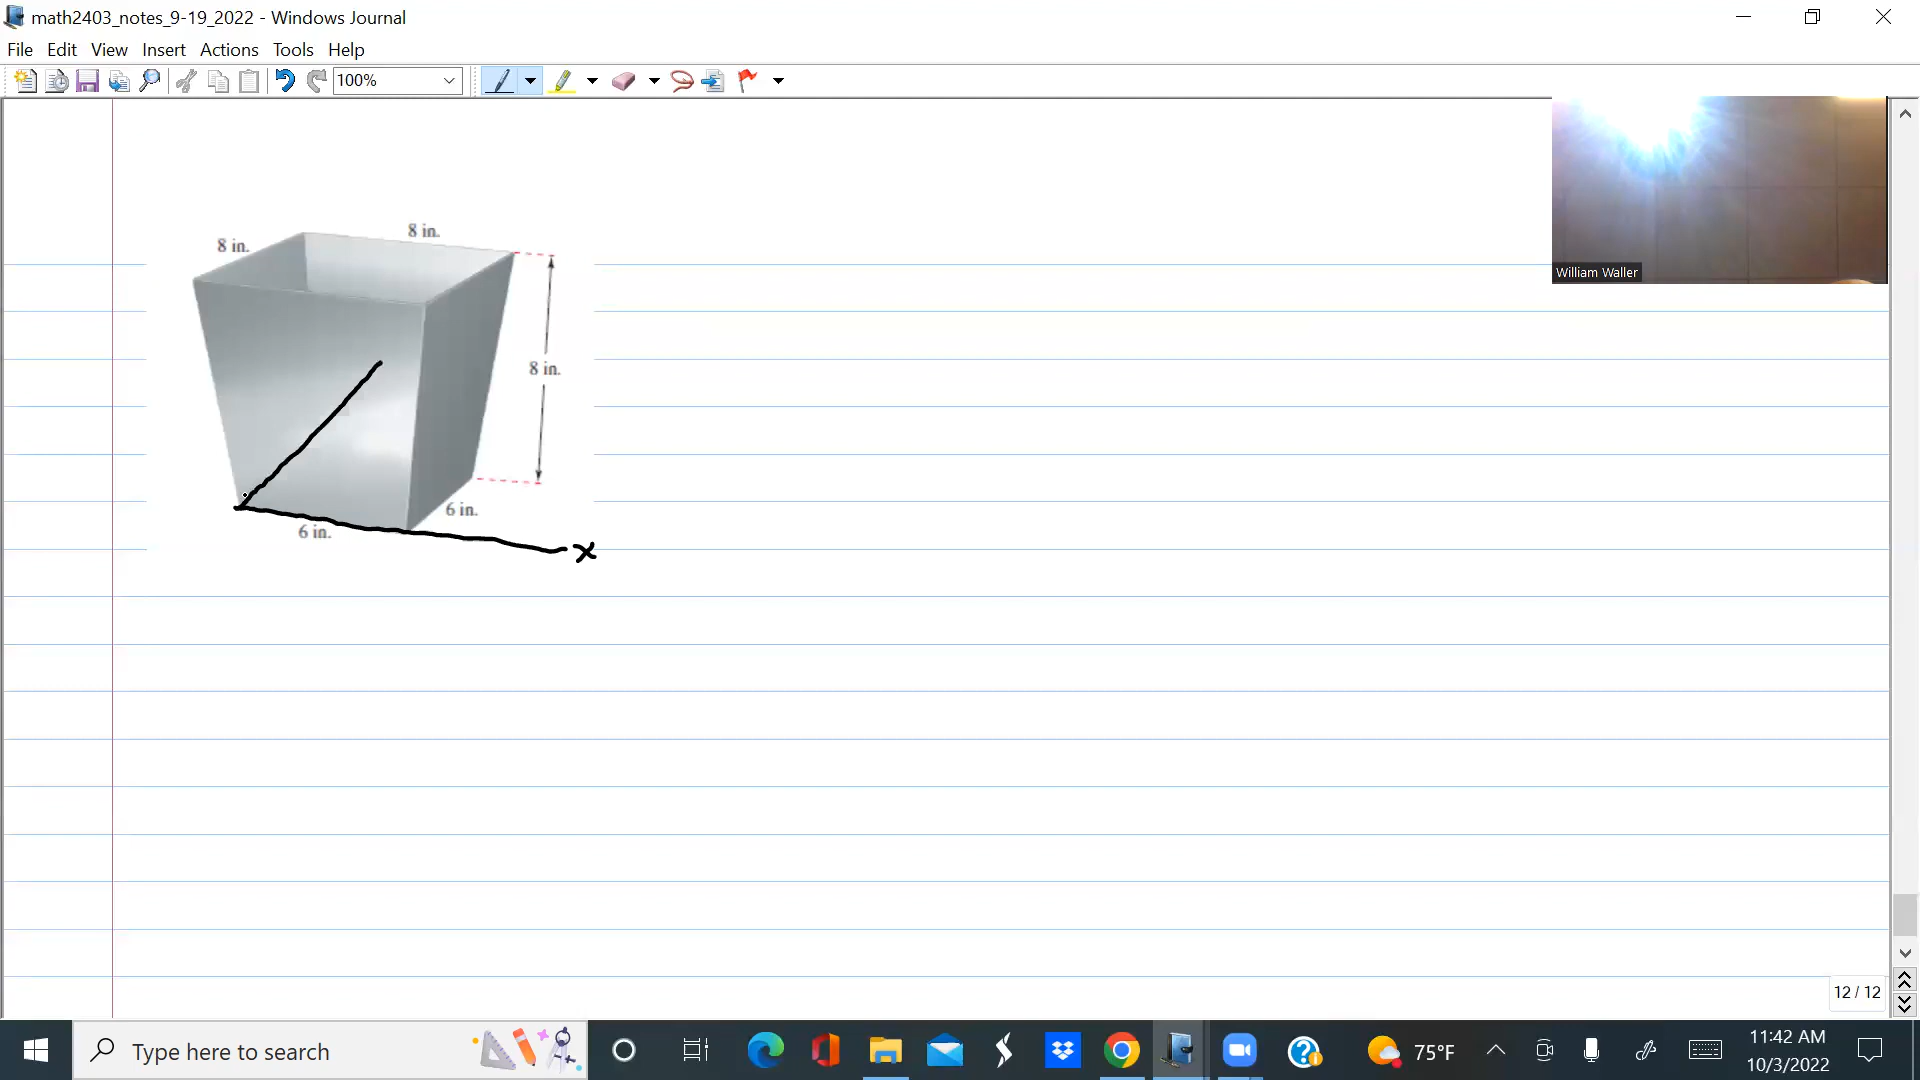 math2403_notes_9-19_2022 - Windows Journal
File Edit View Insert Actions Tools Help
100%
William Waller
8 in.
8 in.
8 in.
6 in.
6 in.
x
12 / 12
Type here to search
75°F
11:42 AM
10/3/2022